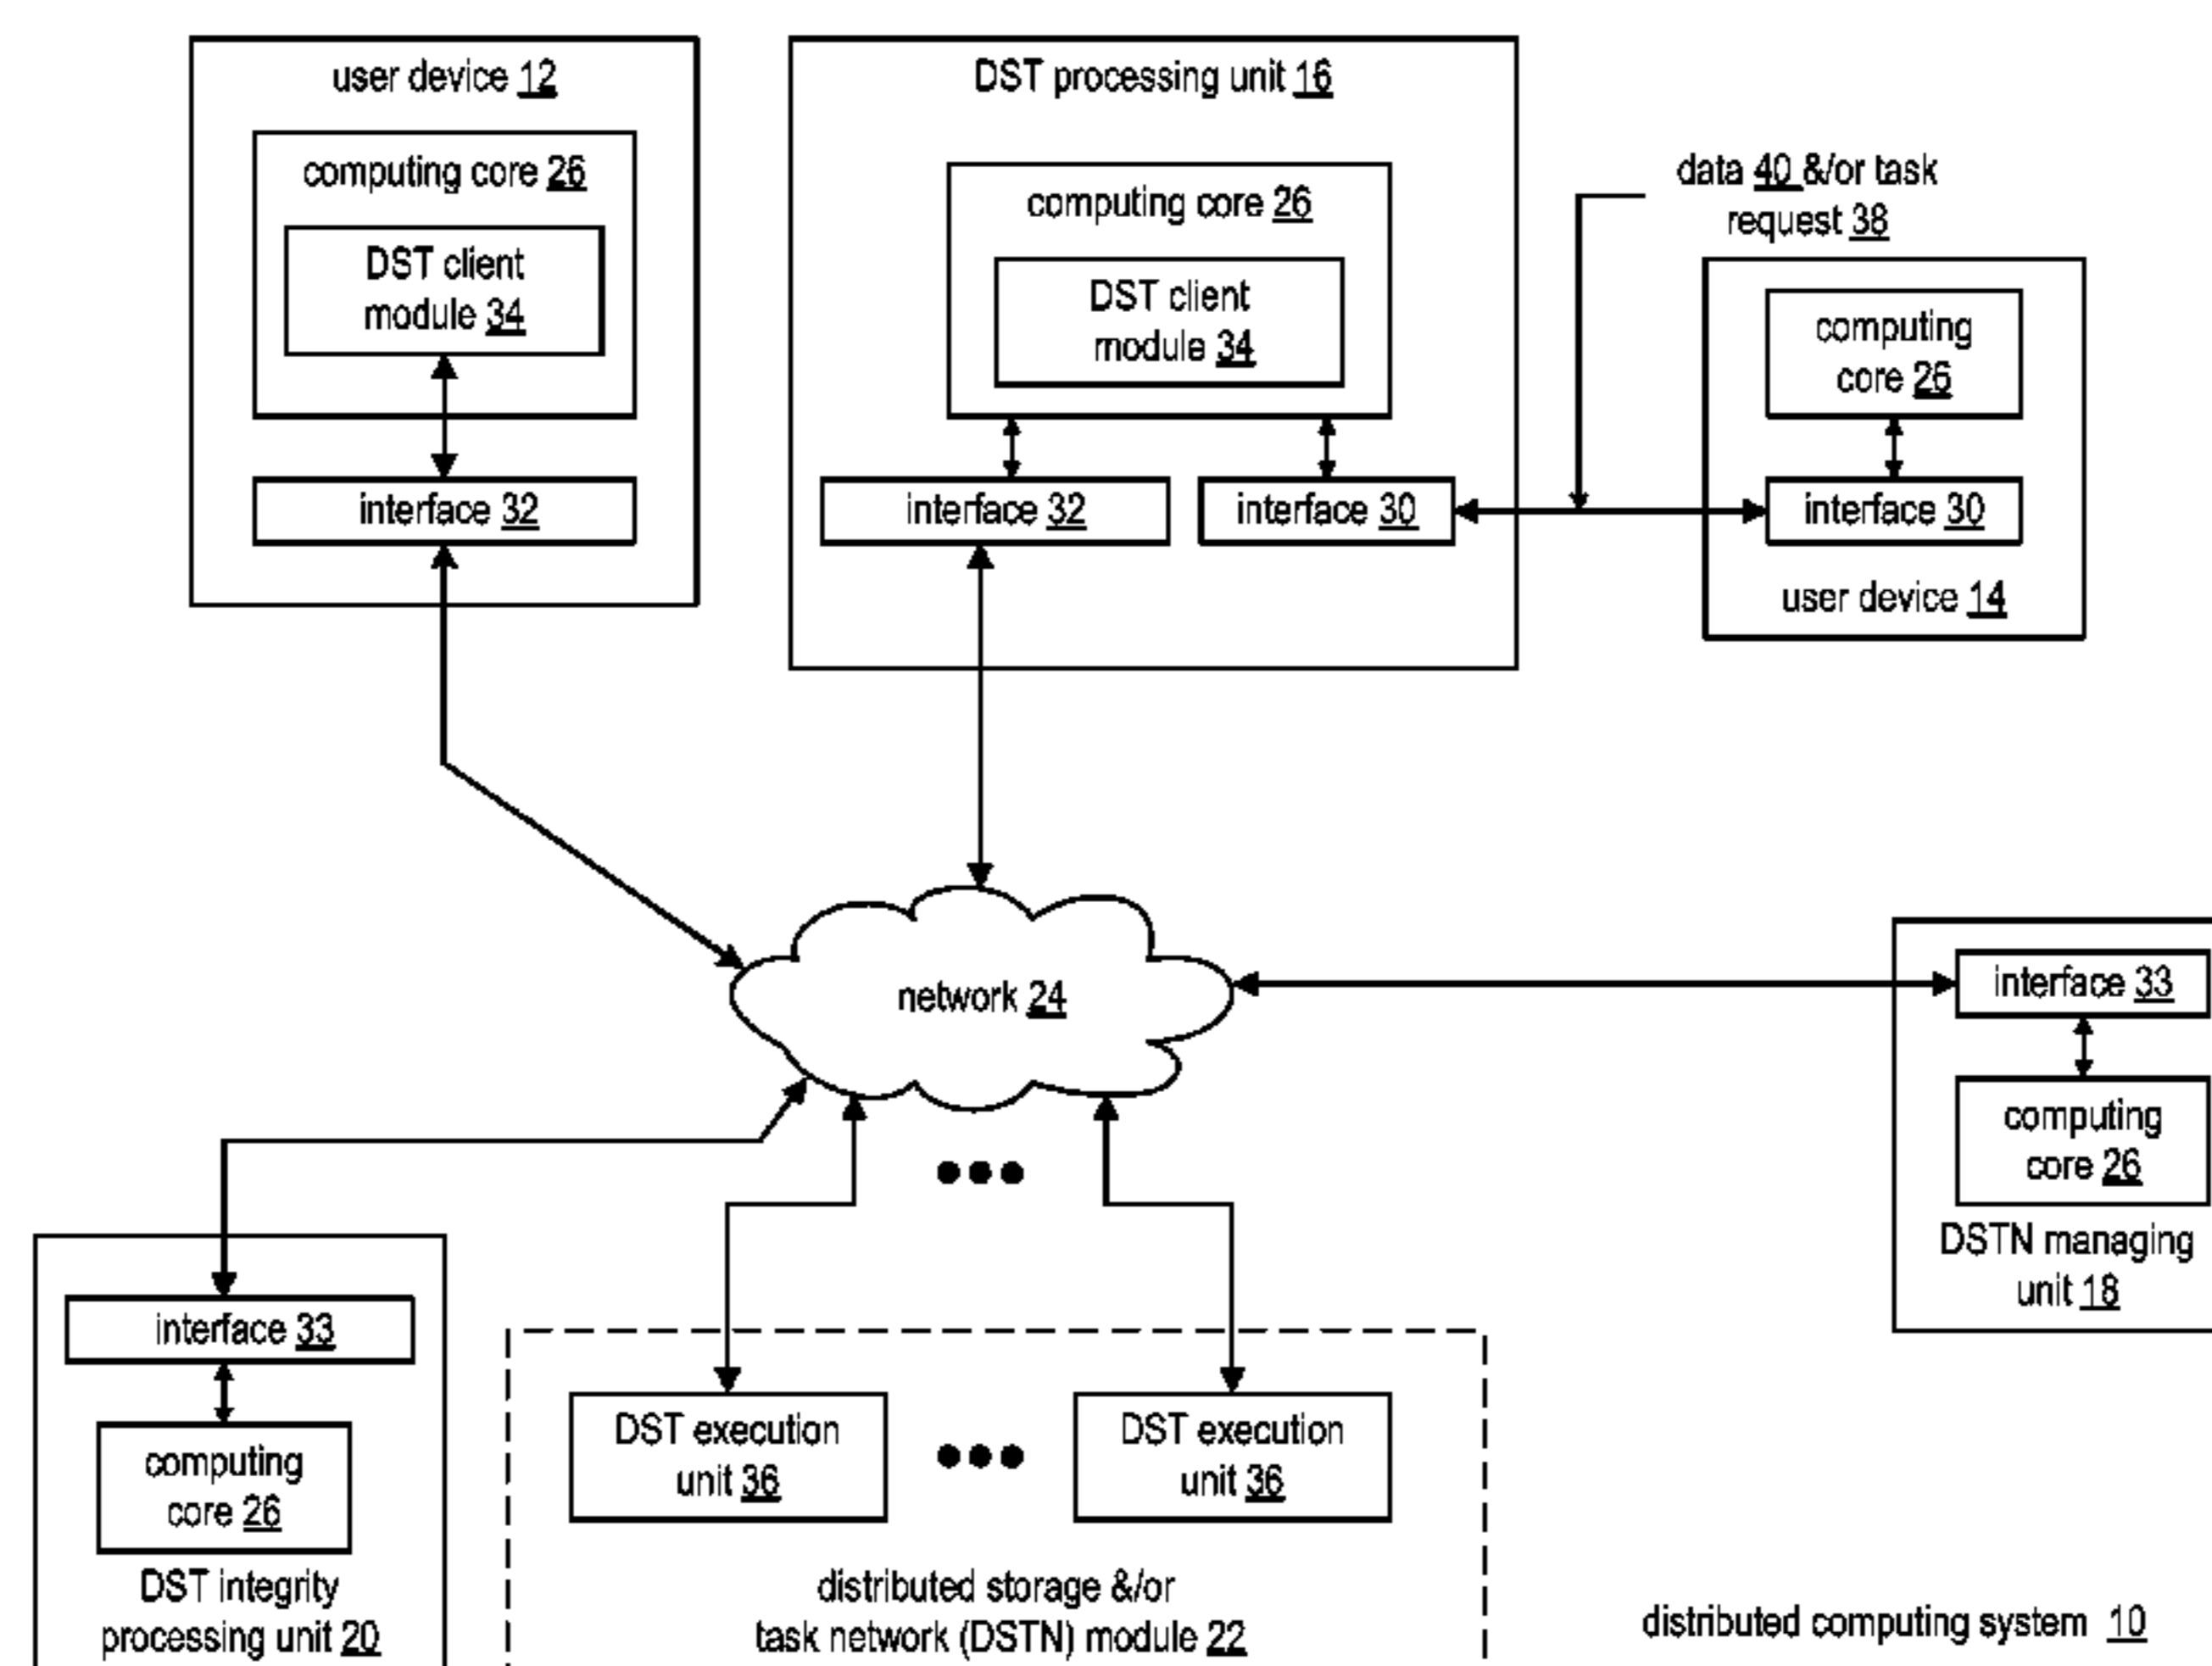 user device 12
computing core 26
DST client
module 34
interface 32
DST processing unit 16
computing core 26
DST client
module 34
interface 32
interface 30
data 40 &/or task
request 38
computing
core 26
interface 30
user device 14
network 24
interface 33
computing
core 26
DSTN managing
unit 18
interface 33
computing
core 26
DST integrity
processing unit 20
DST execution
unit 36
DST execution
unit 36
distributed storage &/or
task network (DSTN) module 22
distributed computing system 10